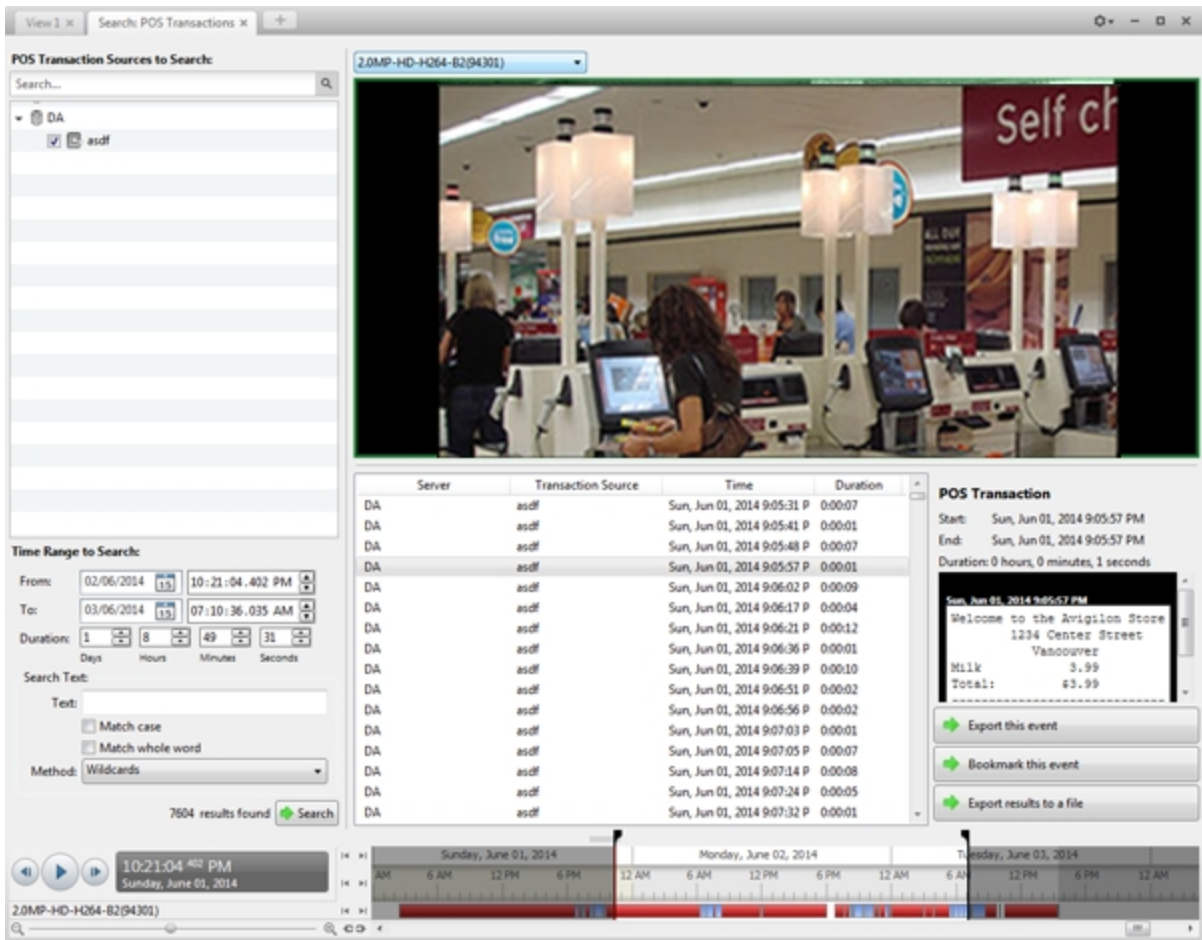 View 1 ×
Search: POS Transactions ×
POS Transaction Sources to Search:
2.0MP-HD-H264-B2(94301)
Search...
DA
asdf
Self ch
ALL OUT
NOWHERE
free
Server Transaction Source Time Duration
DA asdf Sun, Jun 01, 2014 9:05:31 P 0:00:07
DA asdf Sun, Jun 01, 2014 9:05:41 P 0:00:01
DA asdf Sun, Jun 01, 2014 9:05:48 P 0:00:07
DA asdf Sun, Jun 01, 2014 9:05:57 P 0:00:01
DA asdf Sun, Jun 01, 2014 9:06:02 P 0:00:09
DA asdf Sun, Jun 01, 2014 9:06:17 P 0:00:04
DA asdf Sun, Jun 01, 2014 9:06:21 P 0:00:12
DA asdf Sun, Jun 01, 2014 9:06:36 P 0:00:01
DA asdf Sun, Jun 01, 2014 9:06:39 P 0:00:10
DA asdf Sun, Jun 01, 2014 9:06:51 P 0:00:02
DA asdf Sun, Jun 01, 2014 9:06:56 P 0:00:02
DA asdf Sun, Jun 01, 2014 9:07:03 P 0:00:01
DA asdf Sun, Jun 01, 2014 9:07:05 P 0:00:07
DA asdf Sun, Jun 01, 2014 9:07:14 P 0:00:08
DA asdf Sun, Jun 01, 2014 9:07:24 P 0:00:05
DA asdf Sun, Jun 01, 2014 9:07:32 P 0:00:01
POS Transaction
Start: Sun, Jun 01, 2014 9:05:57 PM
End: Sun, Jun 01, 2014 9:05:57 PM
Duration: 0 hours, 0 minutes, 1 seconds
Sun, Jun 01, 2014 9:05:57 PM
Welcome to the Avigilon Store
1234 Center Street
Vancouver
Milk 3.99
Total: $3.99
Export this event
Bookmark this event
Export results to a file
Time Range to Search:
From: 02/06/2014 15 10:21:04.402 PM
To: 03/06/2014 15 07:10:36.035 AM
Duration: 1 8 49 31
Days Hours Minutes Seconds
Search Text:
Text:
Match case
Match whole word
Method: Wildcards
7604 results found Search
10:21:04.402 PM
Sunday, June 01, 2014
Sunday, June 01, 2014 Monday, June 02, 2014 Tuesday, June 03, 2014
AM 6 AM 12 PM 6 PM 12 AM 6 AM 12 PM 6 PM 12 AM 6 AM 12 PM 6 PM 12 AM
2.0MP-HD-H264-B2(94301)